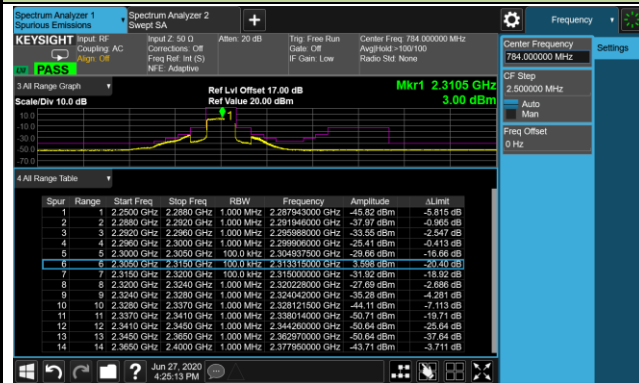 Spectrum Analyzer 1
Spurious Emissions
Spectrum Analyzer 2
Swept SA
Frequency
KEYSIGHT
Input: RF
Coupling: AC
Align: Off
Input Z: 50 Ω
Corrections: Off
Freq Ref: Int (S)
NFE: Adaptive
Atten: 20 dB
Trig: Free Run
Gate: Off
IF Gain: Low
Center Freq: 784.000000 MHz
Avg|Hold:>100/100
Radio Std: None
PASS
Center Frequency
784.000000 MHz
Settings
CF Step
2.500000 MHz
Auto
Man
Freq Offset
0 Hz
3 All Range Graph
Scale/Div 10.0 dB
Ref Lvl Offset 17.00 dB
Ref Value 20.00 dBm
Mkr1 2.3105 GHz
3.00 dBm
10.0
-10.0
-30.0
-50.0
-70.0
1
4 All Range Table
Spur Range Start Freq Stop Freq RBW Frequency Amplitude ΔLimit
1 1 2.2500 GHz 2.2880 GHz 1.000 MHz 2.287943000 GHz -45.82 dBm -5.815 dB
2 2 2.2880 GHz 2.2920 GHz 1.000 MHz 2.291946000 GHz -37.97 dBm -0.965 dB
3 3 2.2920 GHz 2.2960 GHz 1.000 MHz 2.295988000 GHz -33.55 dBm -2.547 dB
4 4 2.2960 GHz 2.3000 GHz 1.000 MHz 2.299906000 GHz -25.41 dBm -0.413 dB
5 5 2.3000 GHz 2.3050 GHz 100.0 kHz 2.304937500 GHz -29.66 dBm -16.66 dB
6 6 2.3050 GHz 2.3150 GHz 100.0 kHz 2.313315000 GHz 3.598 dBm -20.40 dB
7 7 2.3150 GHz 2.3200 GHz 100.0 kHz 2.315000000 GHz -31.92 dBm -18.92 dB
8 8 2.3200 GHz 2.3240 GHz 1.000 MHz 2.320228000 GHz -27.69 dBm -2.686 dB
9 9 2.3240 GHz 2.3280 GHz 1.000 MHz 2.324042000 GHz -35.28 dBm -4.281 dB
10 10 2.3280 GHz 2.3370 GHz 1.000 MHz 2.328121500 GHz -44.11 dBm -7.113 dB
11 11 2.3370 GHz 2.3410 GHz 1.000 MHz 2.338014000 GHz -50.71 dBm -19.71 dB
12 12 2.3410 GHz 2.3450 GHz 1.000 MHz 2.344260000 GHz -50.64 dBm -25.64 dB
13 13 2.3450 GHz 2.3650 GHz 1.000 MHz 2.362970000 GHz -50.64 dBm -37.64 dB
14 14 2.3650 GHz 2.4000 GHz 1.000 MHz 2.377950000 GHz -43.71 dBm -3.711 dB
Jun 27, 2020
4:25:13 PM